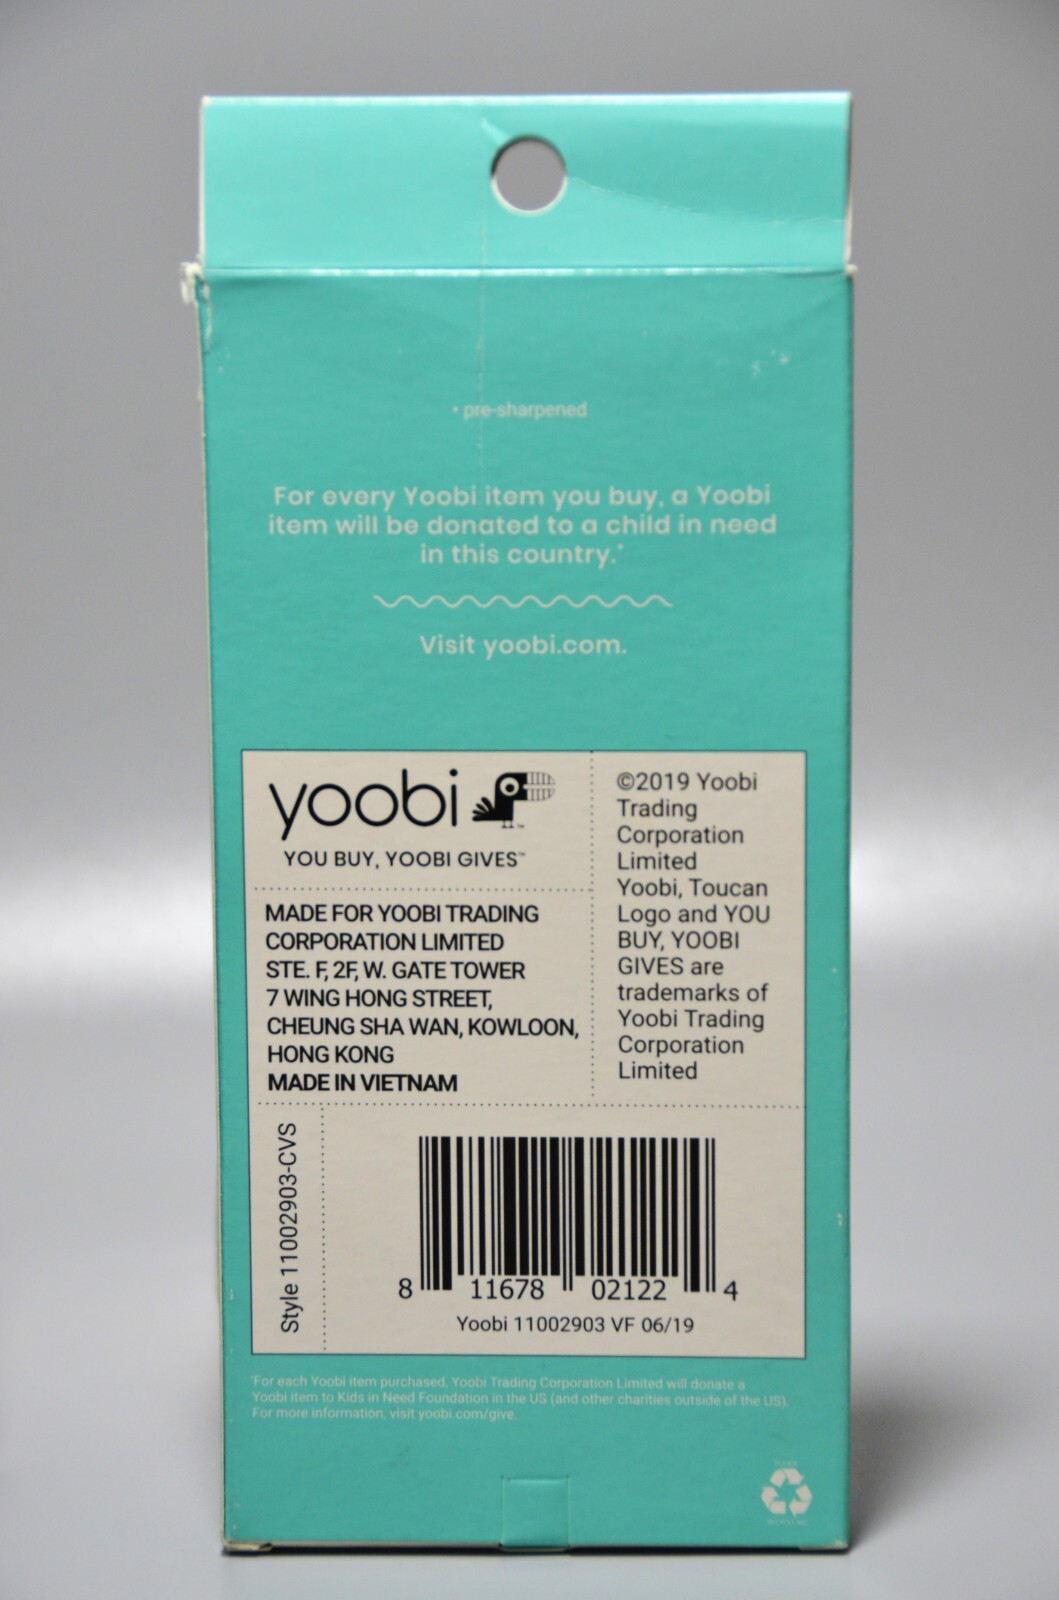 • pre-sharpened
For every Yoobi item you buy, a Yoobi
item will be donated to a child in need
in this country.*
Visit yoobi.com.
yoobi
™
YOU BUY, YOOBI GIVES™
MADE FOR YOOBI TRADING
CORPORATION LIMITED
STE. F, 2F, W. GATE TOWER
7 WING HONG STREET,
CHEUNG SHA WAN, KOWLOON,
HONG KONG
MADE IN VIETNAM
©2019 Yoobi
Trading
Corporation
Limited
Yoobi, Toucan
Logo and YOU
BUY, YOOBI
GIVES are
trademarks of
Yoobi Trading
Corporation
Limited
Style 11002903-CVS
8 11678 02122 4
Yoobi 11002903 VF 06/19
*For each Yoobi item purchased, Yoobi Trading Corporation Limited will donate a
Yoobi item to Kids in Need Foundation in the US (and other charities outside of the US).
For more information, visit yoobi.com/give.